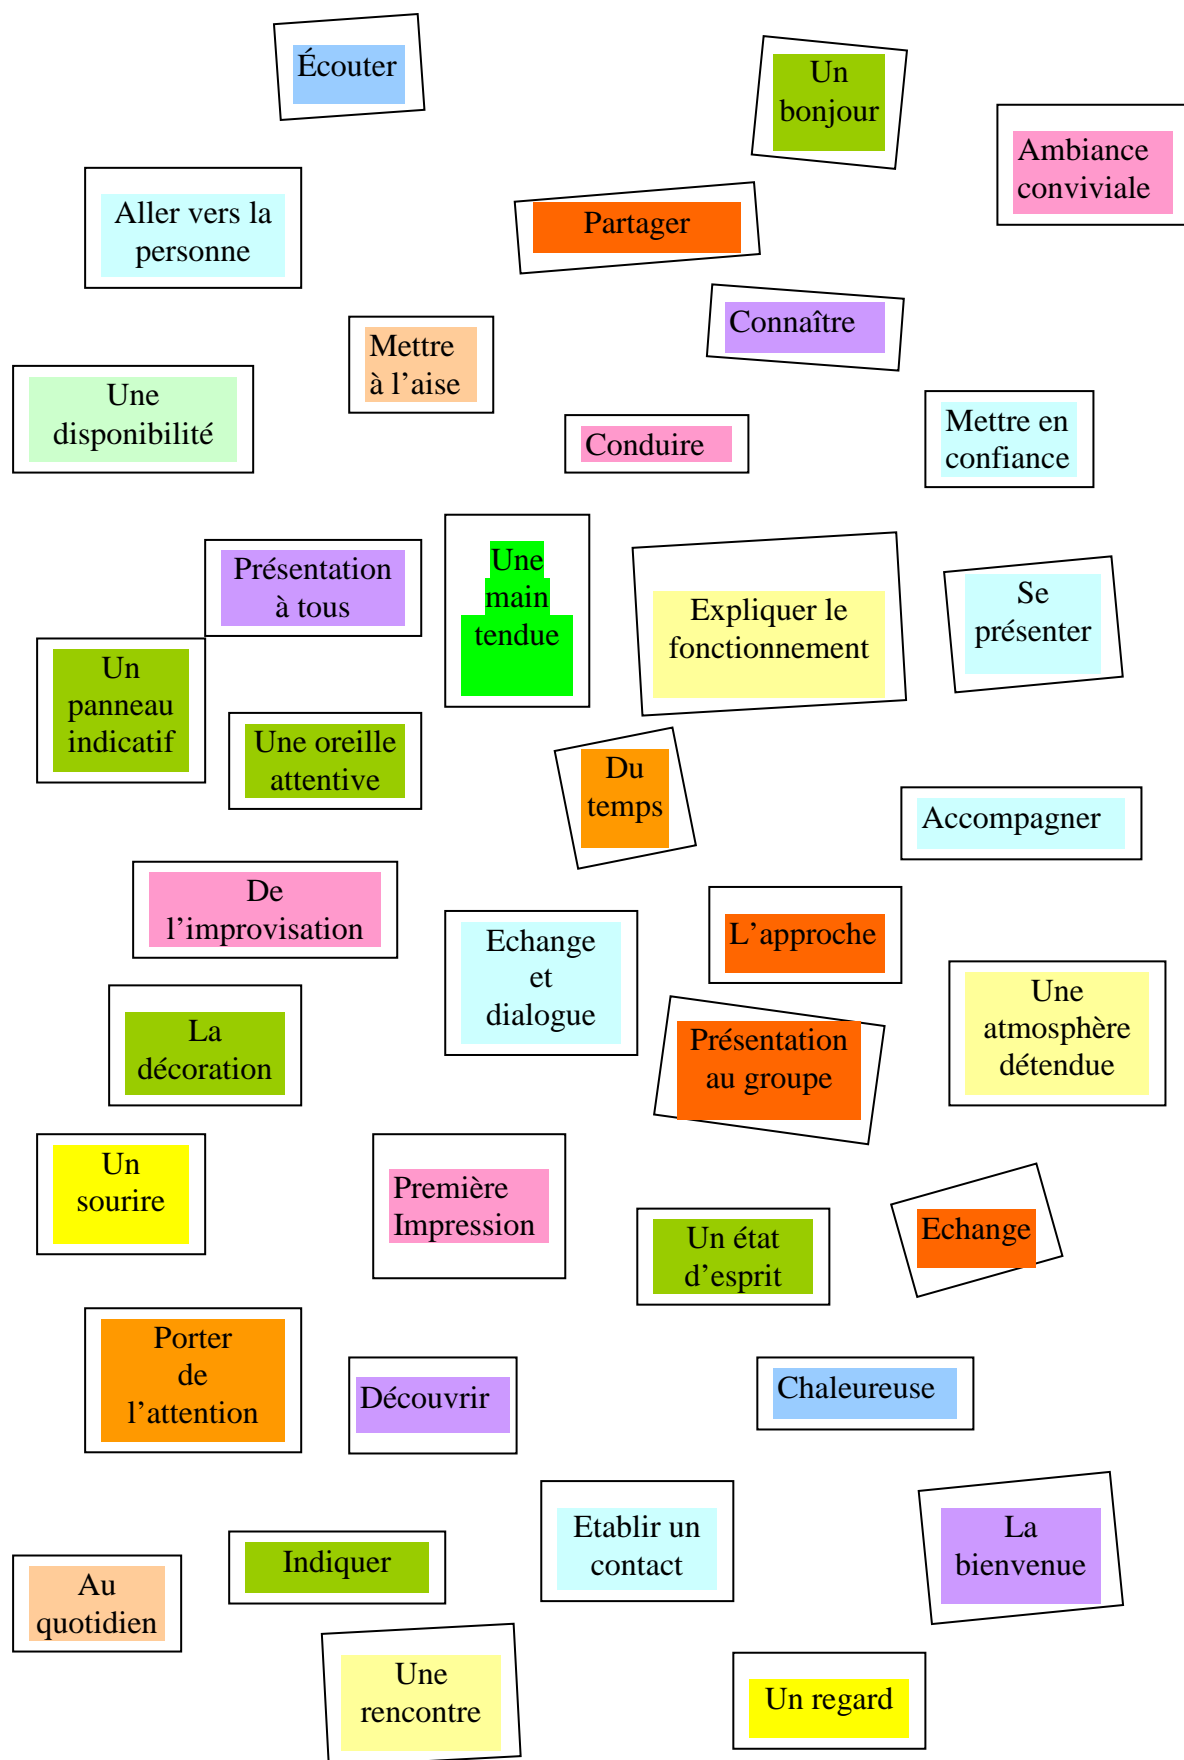 Écouter
Un
bonjour
Ambiance
conviviale
Aller vers la
personne
Partager
Connaître
Mettre
à l’aise
Une
disponibilité
Conduire
Mettre en
confiance
Présentation
à tous
Une
main
tendue
Expliquer le
fonctionnement
Se
présenter
Un
panneau
indicatif
Une oreille
attentive
Du
temps
Accompagner
De
l’improvisation
Echange
et
dialogue
L’approche
Une
atmosphère
détendue
La
décoration
Présentation
au groupe
Un
sourire
Première
Impression
Un état
d’esprit
Echange
Porter
de
l’attention
Découvrir
Chaleureuse
Etablir un
contact
La
bienvenue
Indiquer
Au
quotidien
Une
rencontre
Un regard